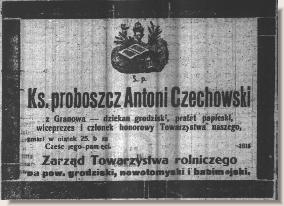 Ś. p.
Ks. proboszcz Antoni Czechowski
z Granowa — dziekan grodziski, prałat papieski,
wiceprezes i członek honorowy Towarzystwa naszego,
zmarł w piątek 25. b. m.
Cześć jego pamięci.
Zarząd Towarzystwa rolniczego
na pow. grodziski, nowotomyski i babimojski.